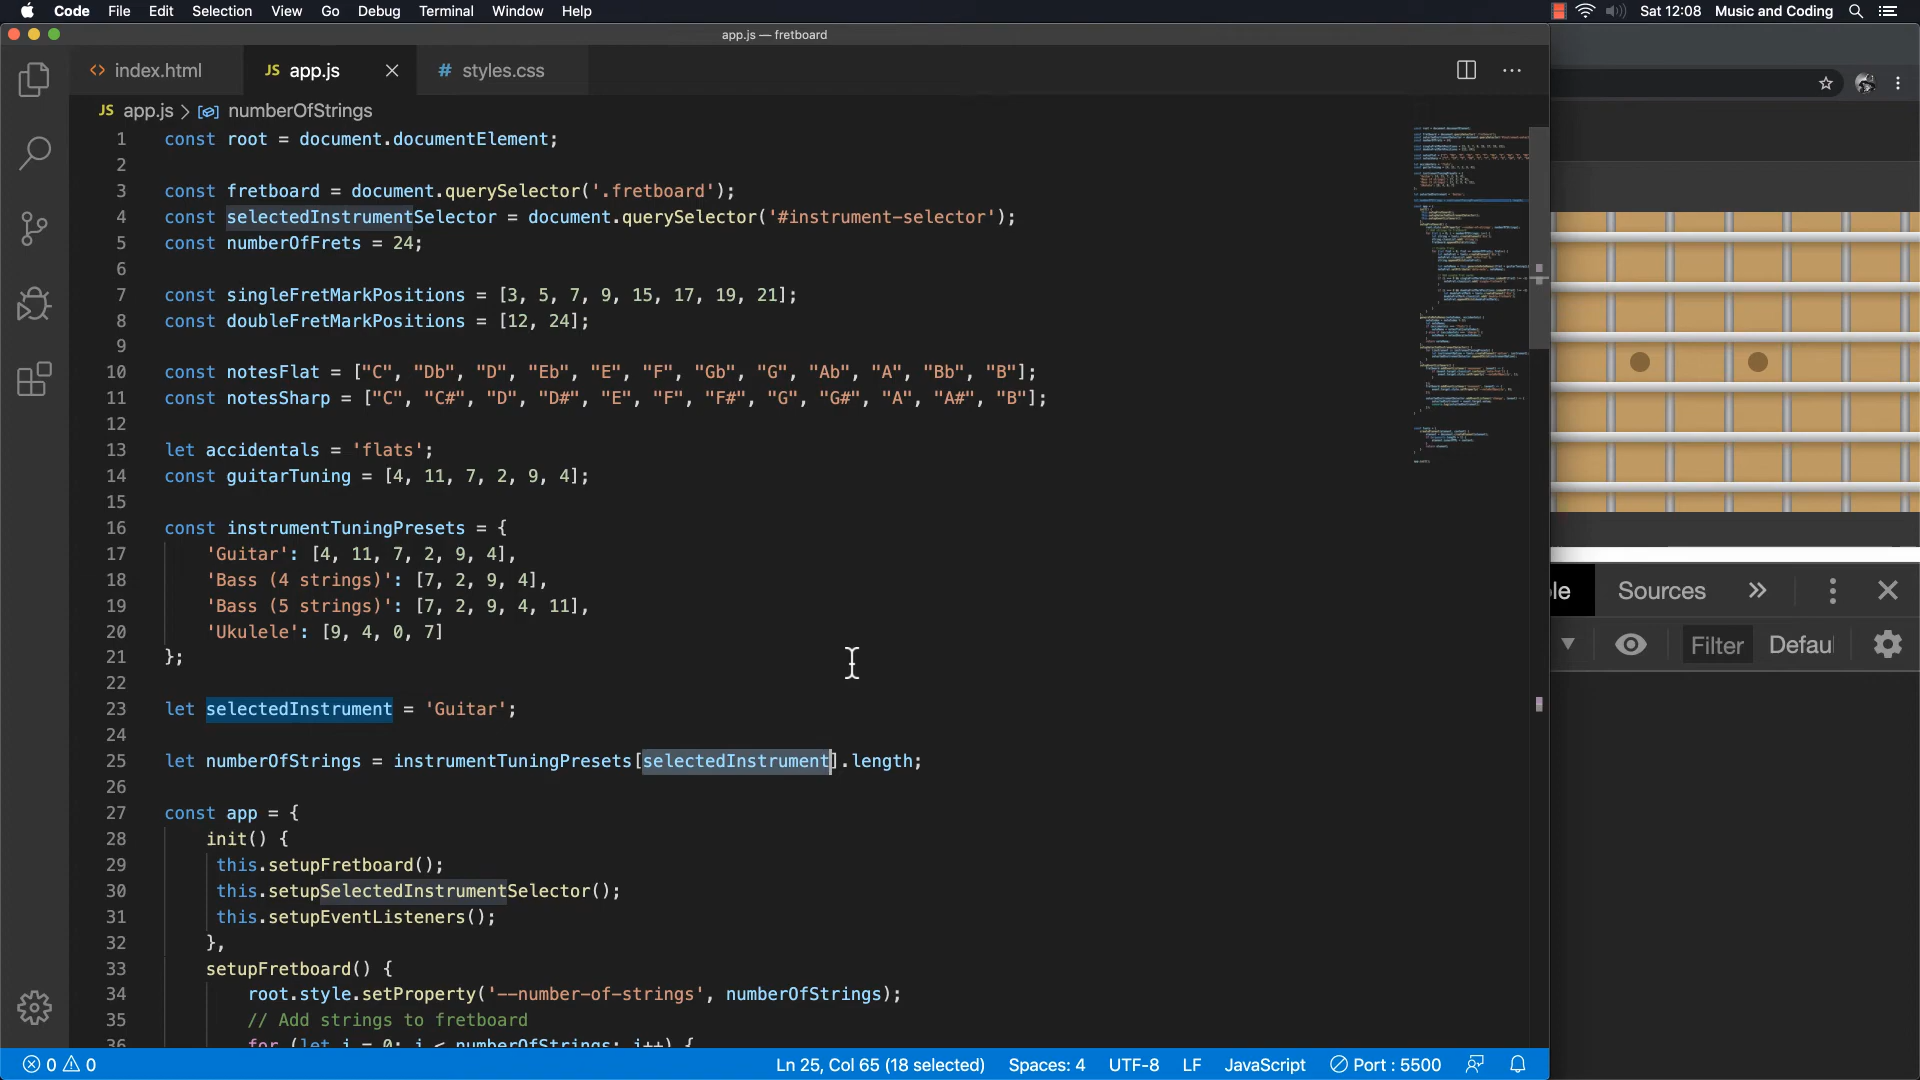 Code File Edit Selection View Go Debug Terminal Window Help Sat 12:08 Music and Coding
app.js — fretboard
index.html JS app.js # styles.css
JS app.js > numberOfStrings
1 const root = document.documentElement;
2
3 const fretboard = document.querySelector('.fretboard');
4 const selectedInstrumentSelector = document.querySelector('#instrument-selector');
5 const numberOfFrets = 24;
6
7 const singleFretMarkPositions = [3, 5, 7, 9, 15, 17, 19, 21];
8 const doubleFretMarkPositions = [12, 24];
9
10 const notesFlat = ["C", "Db", "D", "Eb", "E", "F", "Gb", "G", "Ab", "A", "Bb", "B"];
11 const notesSharp = ["C", "C#", "D", "D#", "E", "F", "F#", "G", "G#", "A", "A#", "B"];
12
13 let accidentals = 'flats';
14 const guitarTuning = [4, 11, 7, 2, 9, 4];
15
16 const instrumentTuningPresets = {
17 'Guitar': [4, 11, 7, 2, 9, 4],
18 'Bass (4 strings)': [7, 2, 9, 4],
19 'Bass (5 strings)': [7, 2, 9, 4, 11],
20 'Ukulele': [9, 4, 0, 7]
21 };
22
23 let selectedInstrument = 'Guitar';
24
25 let numberOfStrings = instrumentTuningPresets[selectedInstrument].length;
26
27 const app = {
28 init() {
29 this.setupFretboard();
30 this.setupSelectedInstrumentSelector();
31 this.setupEventListeners();
32 },
33 setupFretboard() {
34 root.style.setProperty('--number-of-strings', numberOfStrings);
35 // Add strings to fretboard
36 for (let i = 0; i < numberOfStrings; i++) {
Sources
Filter
0 0 Ln 25, Col 65 (18 selected) Spaces: 4 UTF-8 LF JavaScript Port : 5500